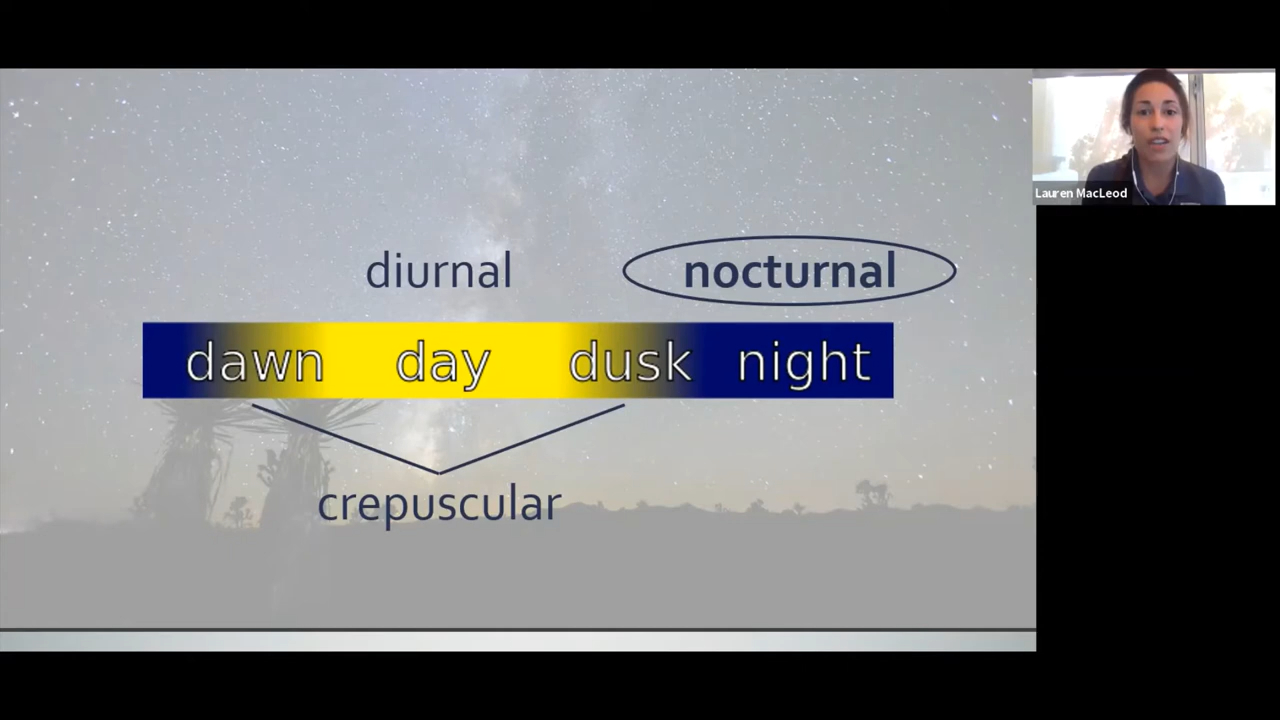 diurnal nocturnal
dawn day dusk night
crepuscular
Lauren MacLeod